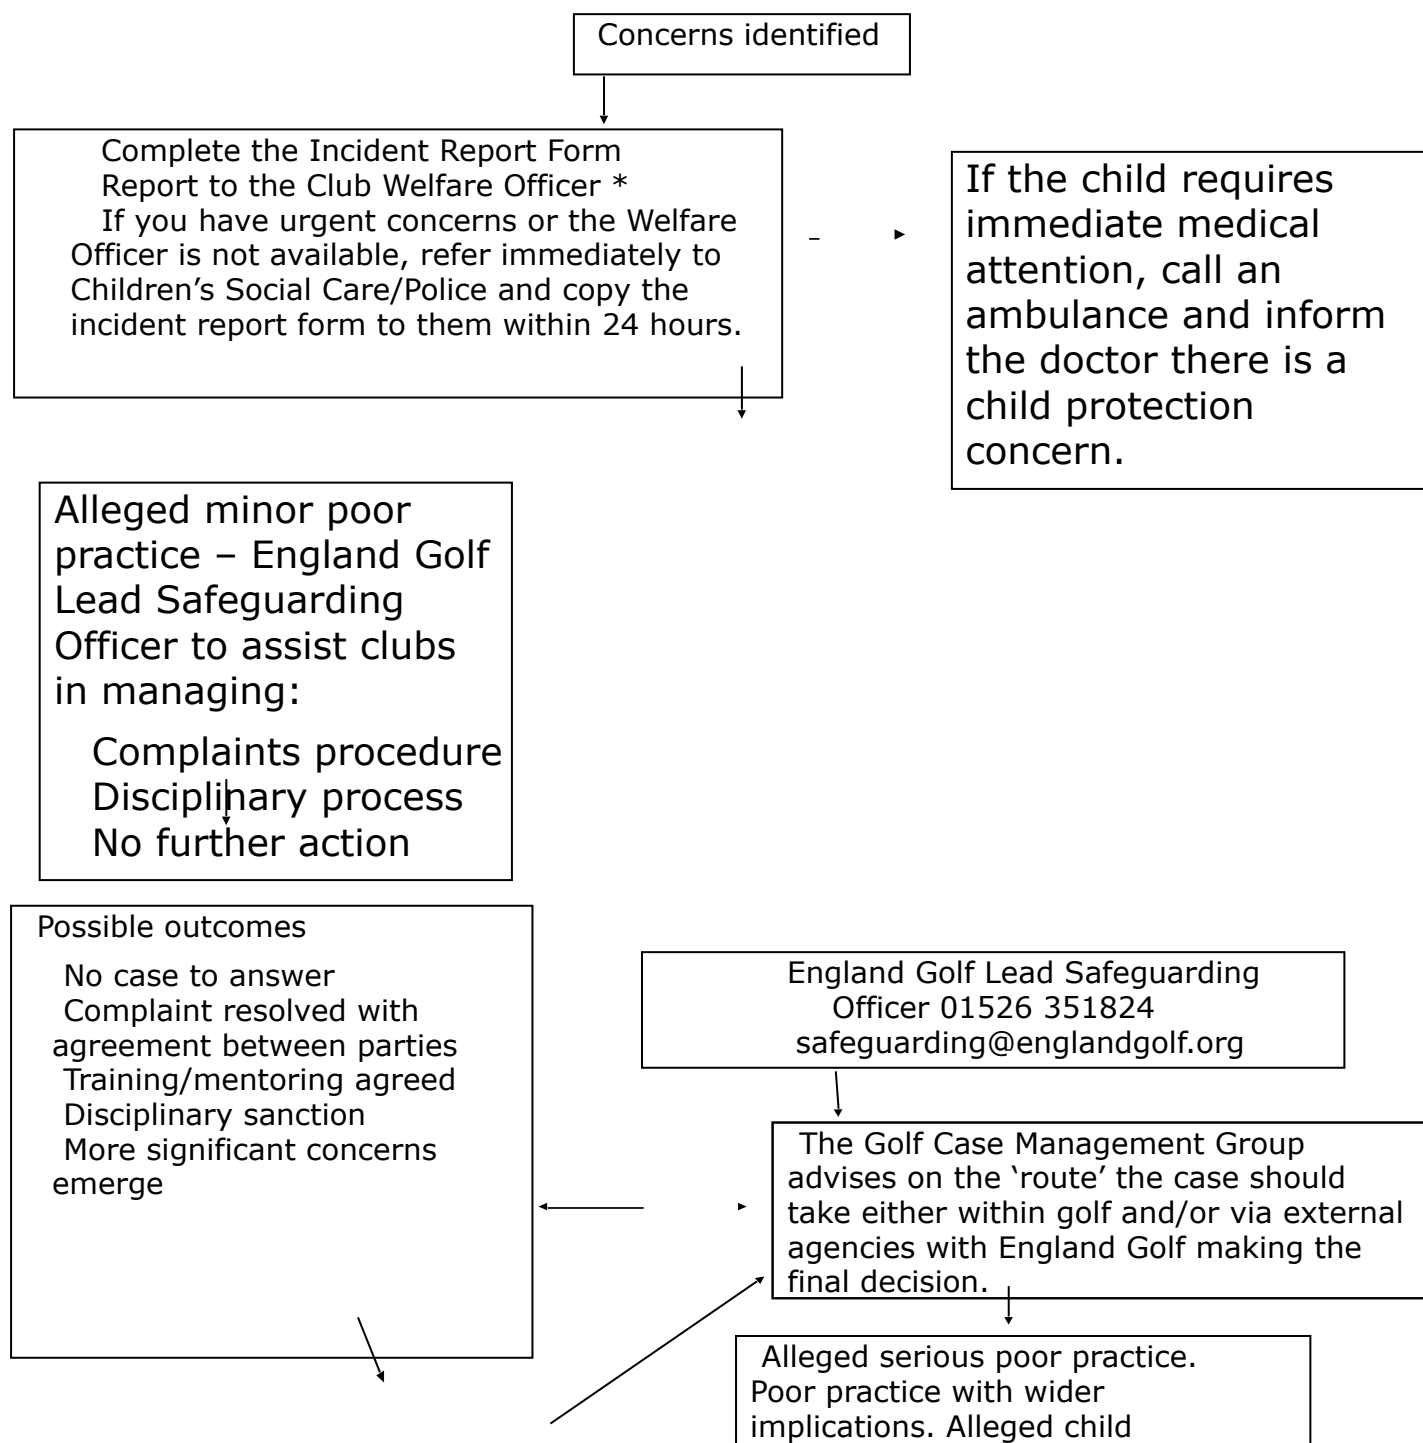 Concerns identified
Complete the Incident Report Form
Report to the Club Welfare Officer *
If you have urgent concerns or the Welfare
Officer is not available, refer immediately to
Children’s Social Care/Police and copy the
incident report form to them within 24 hours.
If the child requires
immediate medical
attention, call an
ambulance and inform
the doctor there is a
child protection
concern.
Alleged minor poor
practice – England Golf
Lead Safeguarding
Officer to assist clubs
in managing:
Complaints procedure
Disciplinary process
No further action
Possible outcomes
No case to answer
Complaint resolved with
agreement between parties
Training/mentoring agreed
Disciplinary sanction
More significant concerns
emerge
England Golf Lead Safeguarding
Officer 01526 351824
safeguarding@englandgolf.org
The Golf Case Management Group
advises on the ‘route’ the case should
take either within golf and/or via external
agencies with England Golf making the
final decision.
Alleged serious poor practice.
Poor practice with wider
implications. Alleged child